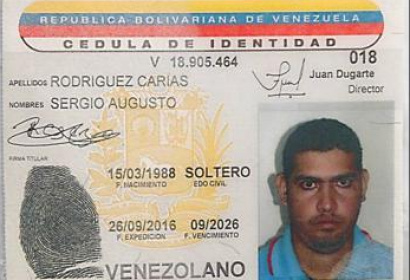 REPUBLICA BOLIVARIANA DE VENEZUELA
CEDULA DE IDENTIDAD
V 18.905.464 018
APELLIDOS RODRIGUEZ CARÍAS Juan Dugarte
NOMBRES SERGIO AUGUSTO Director
FIRMA TITULAR
15/03/1988 SOLTERO
F. NACIMIENTO EDO CIVIL
26/09/2016 09/2026
F. EXPEDICION F. VENCIMIENTO
VENEZOLANO